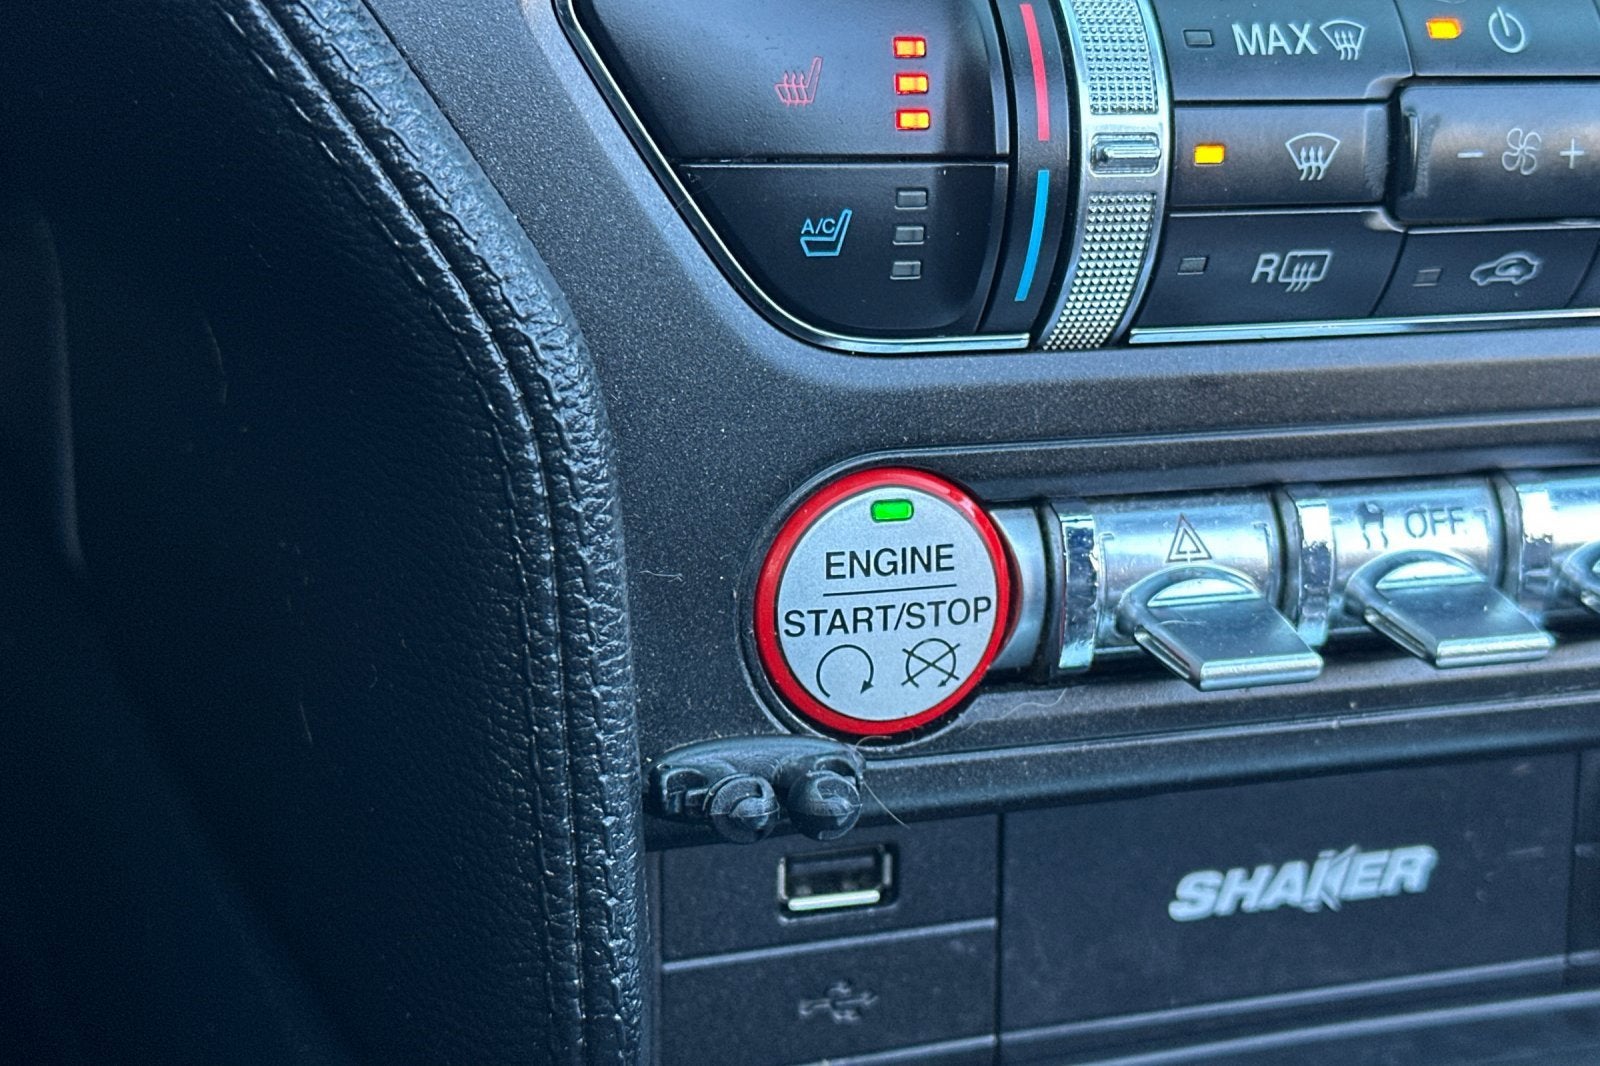 MAX
A/C
- +
R
ENGINE
START/STOP
OFF
SHAKER